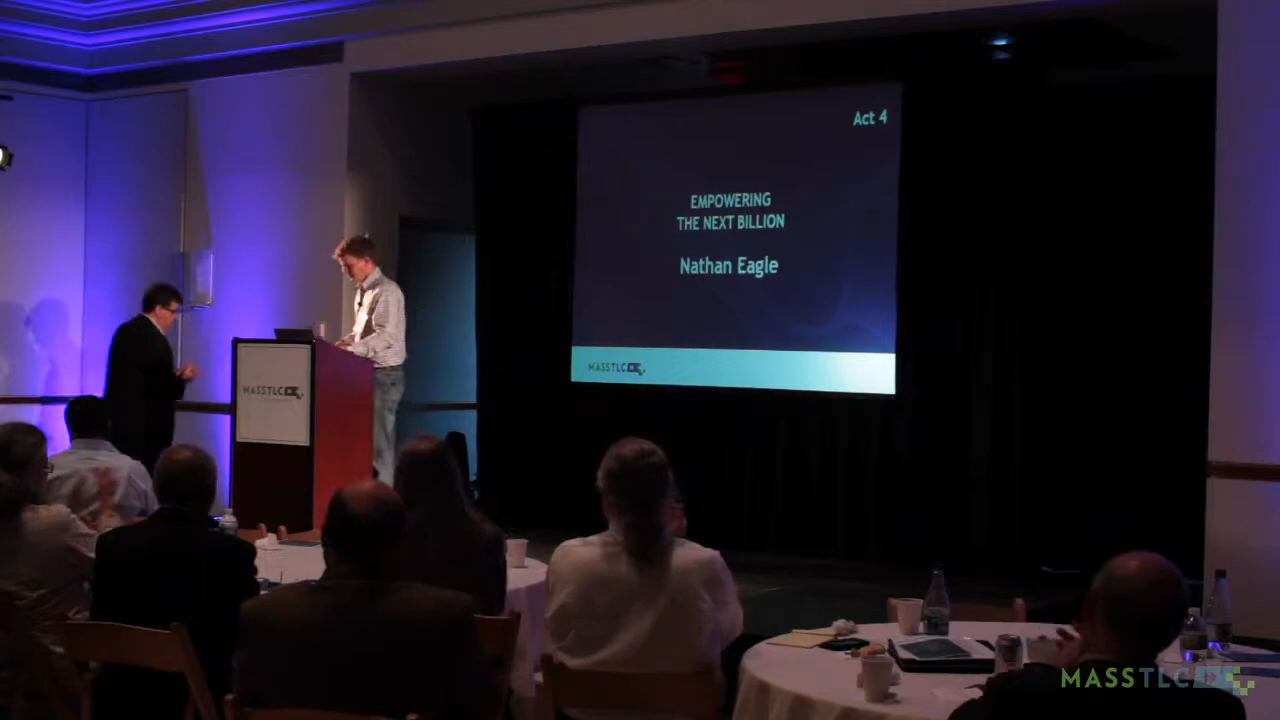 Act 4
EMPOWERING
THE NEXT BILLION
Nathan Eagle
MASSTLC
MASSTLC
MASSTLC